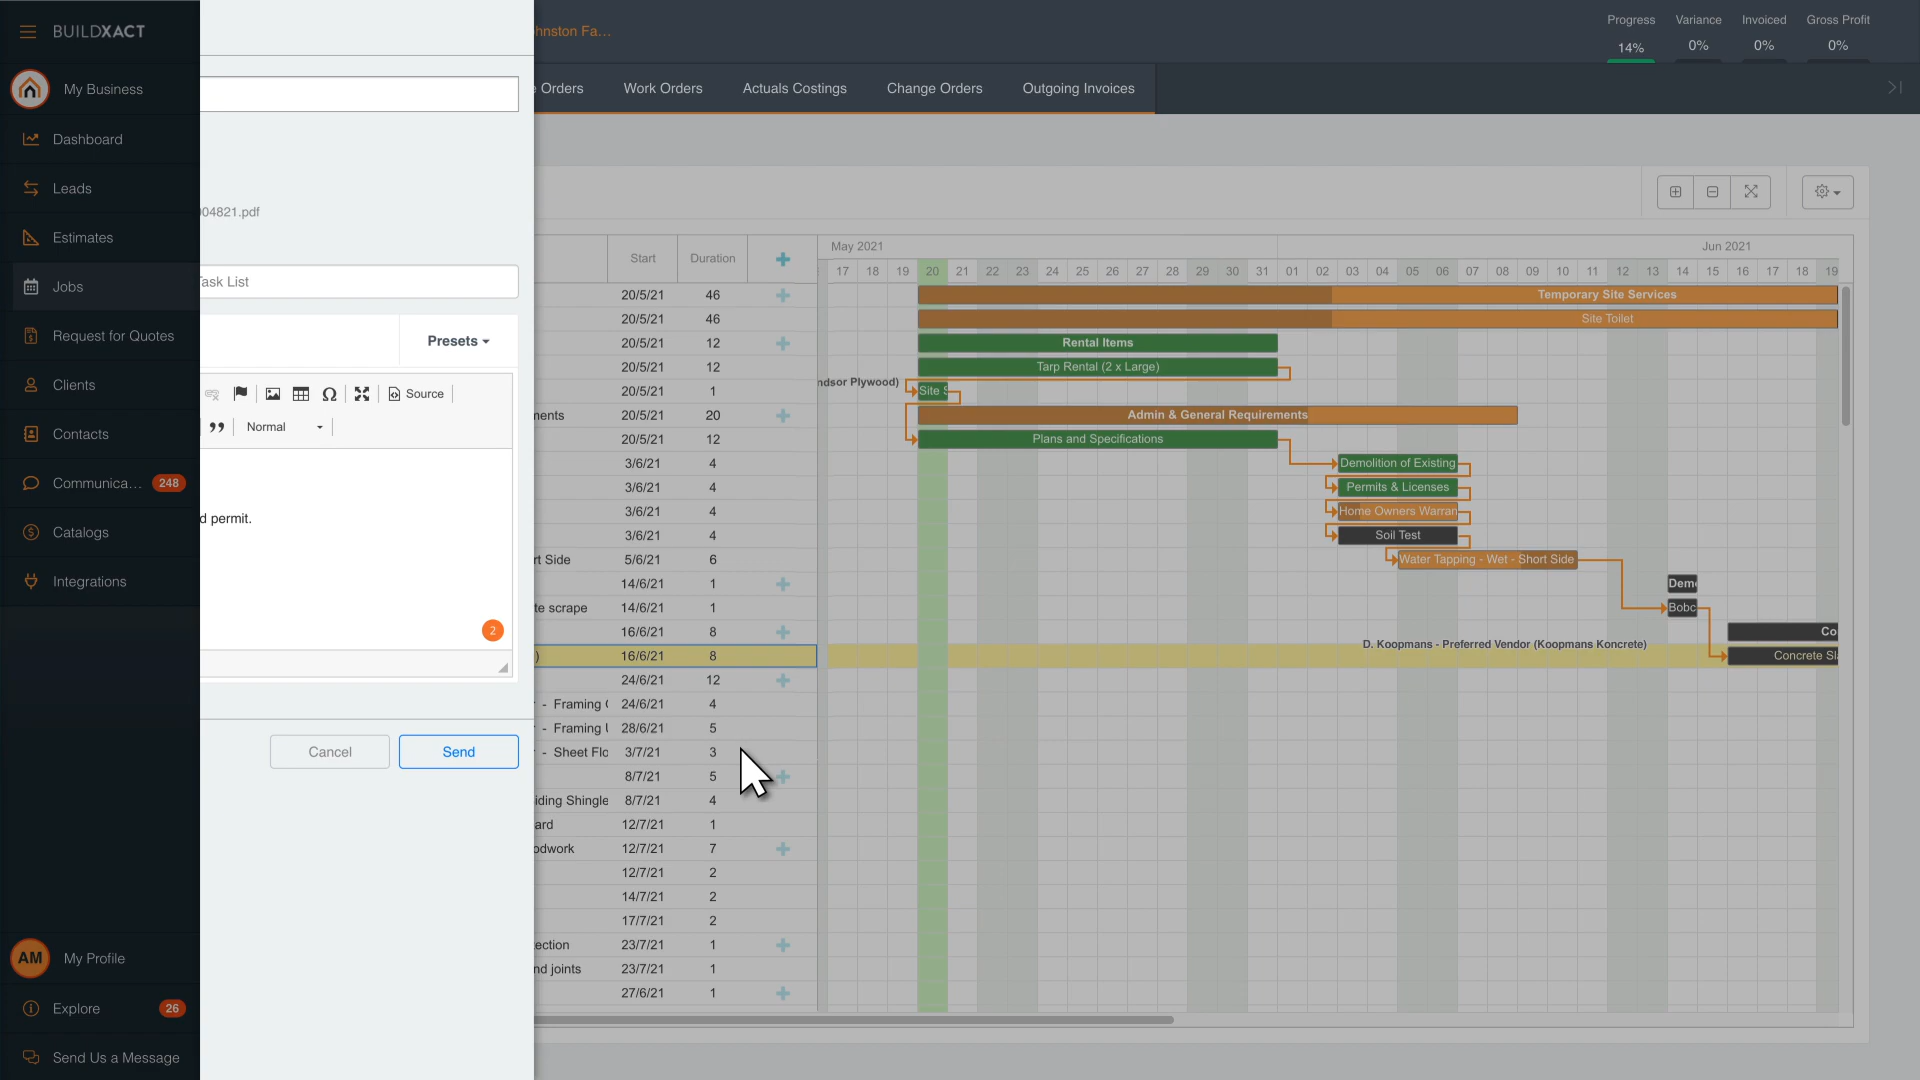 BUILDXACT
My Business
Dashboard
Leads
Estimates
Jobs
Request for Quotes
Clients
Contacts
Communica... 248
Catalogs
Integrations
AM My Profile
Explore 26
Send Us a Message
04821.pdf
Task List
Presets
Source
Normal
d permit.
2
Cancel
Send
hnston Fa...
Progress Variance Invoiced Gross Profit
14% 0% 0% 0%
Orders Work Orders Actuals Costings Change Orders Outgoing Invoices
Start Duration
May 2021 Jun 2021
17 18 19 20 21 22 23 24 25 26 27 28 29 30 31 01 02 03 04 05 06 07 08 09 10 11 12 13 14 15 16 17 18 19
20/5/21 46 Temporary Site Services
20/5/21 46 Site Toilet
20/5/21 12 Rental Items
20/5/21 12 Tarp Rental (2 x Large)
20/5/21 1 ndsor Plywood) Site S
ments 20/5/21 20 Admin & General Requirements
20/5/21 12 Plans and Specifications
3/6/21 4 Demolition of Existing
3/6/21 4 Permits & Licenses
3/6/21 4 Home Owners Warran
3/6/21 4 Soil Test
rt Side 5/6/21 6 Water Tapping - Wet - Short Side
14/6/21 1 Demo
te scrape 14/6/21 1 Bobc
16/6/21 8 Co
) 16/6/21 8 D. Koopmans - Preferred Vendor (Koopmans Koncrete) Concrete Sla
24/6/21 12
- Framing 24/6/21 4
- Framing 28/6/21 5
- Sheet Flo 3/7/21 3
8/7/21 5
iding Shingle 8/7/21 4
ard 12/7/21 1
odwork 12/7/21 7
12/7/21 2
14/7/21 2
17/7/21 2
ection 23/7/21 1
nd joints 23/7/21 1
27/6/21 1